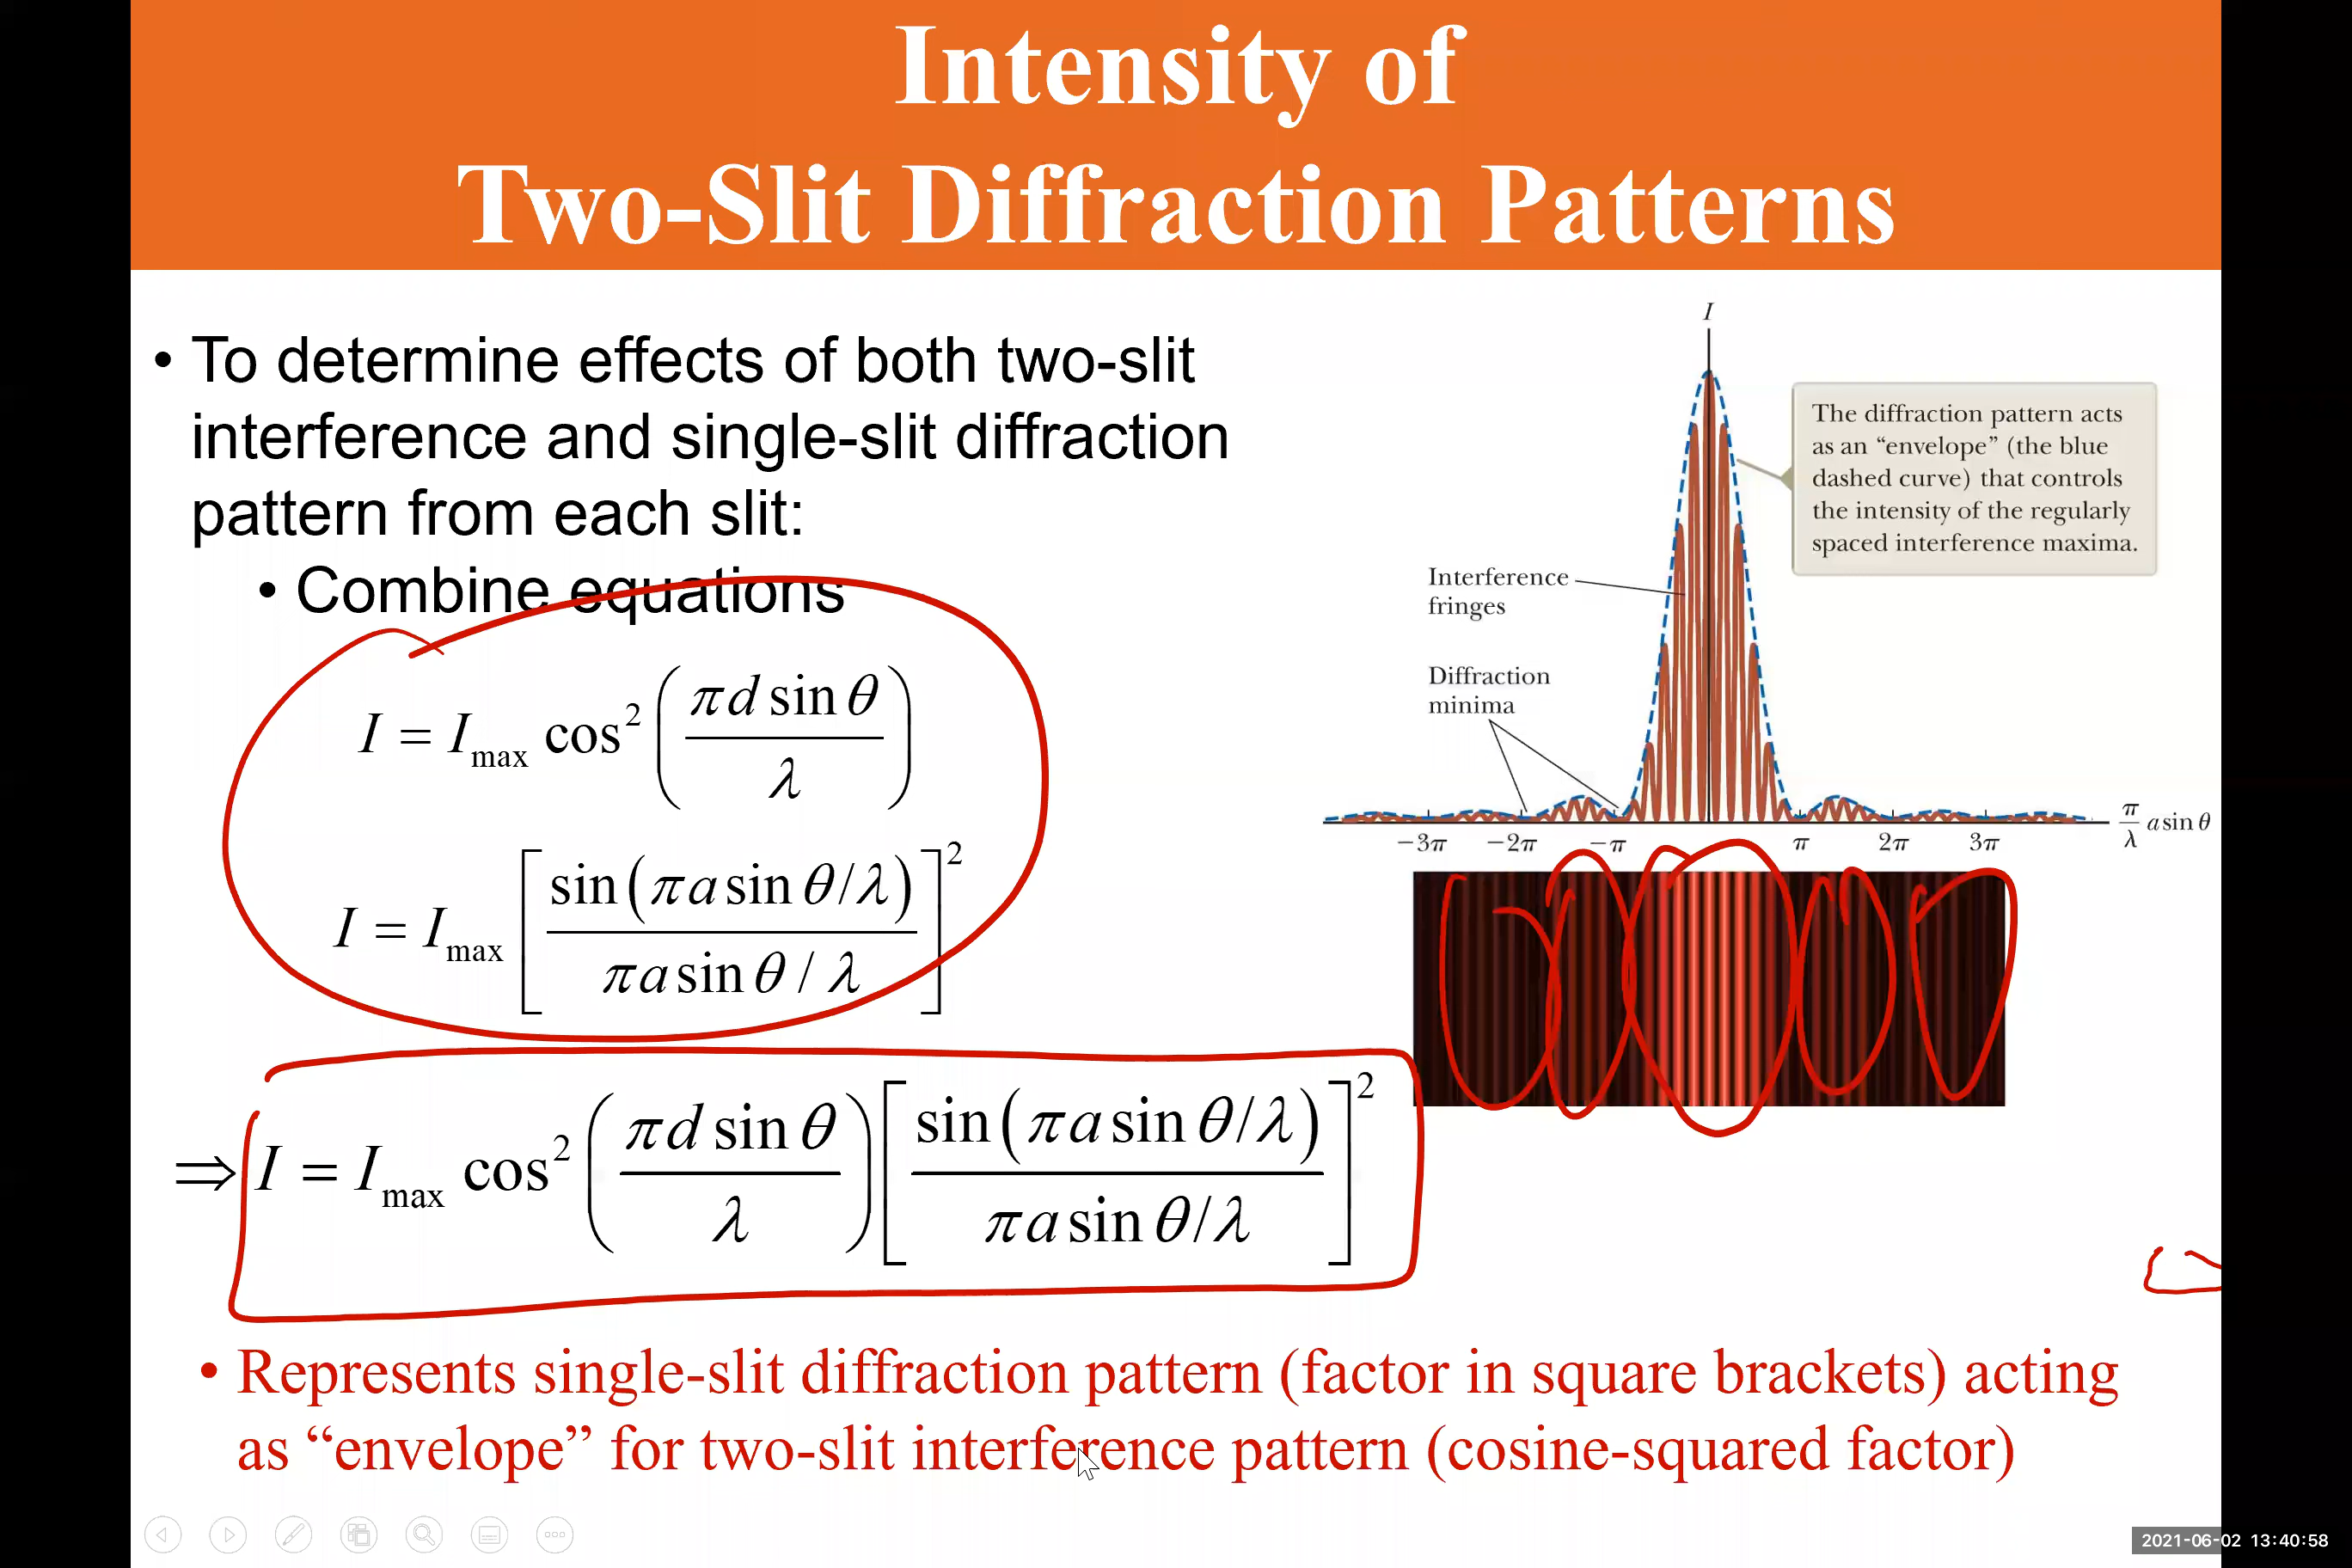 Intensity of
Two-Slit Diffraction Patterns
• To determine effects of both two-slit
interference and single-slit diffraction
pattern from each slit:
• Combine equations
I = I_max cos² (πd sin θ / λ)
I = I_max [sin(πa sin θ/λ) / πa sin θ / λ]²
⇒ I = I_max cos² (πd sin θ / λ) [sin(πa sin θ/λ) / πa sin θ/λ]²
• Represents single-slit diffraction pattern (factor in square brackets) acting
as “envelope” for two-slit interference pattern (cosine-squared factor)
I
The diffraction pattern acts
as an “envelope” (the blue
dashed curve) that controls
the intensity of the regularly
spaced interference maxima.
Interference
fringes
Diffraction
minima
−3π −2π −π π 2π 3π
π/λ a sin θ
2021-06-02 13:40:58